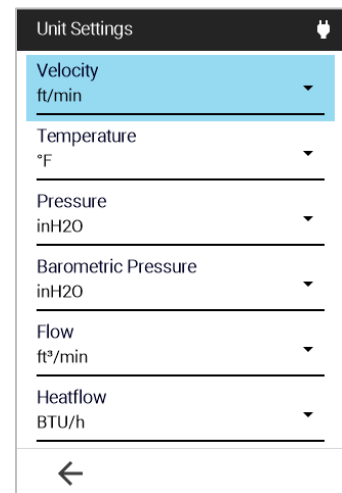 Unit Settings
Velocity
ft/min
Temperature
°F
Pressure
inH2O
Barometric Pressure
inH2O
Flow
ft³/min
Heatflow
BTU/h